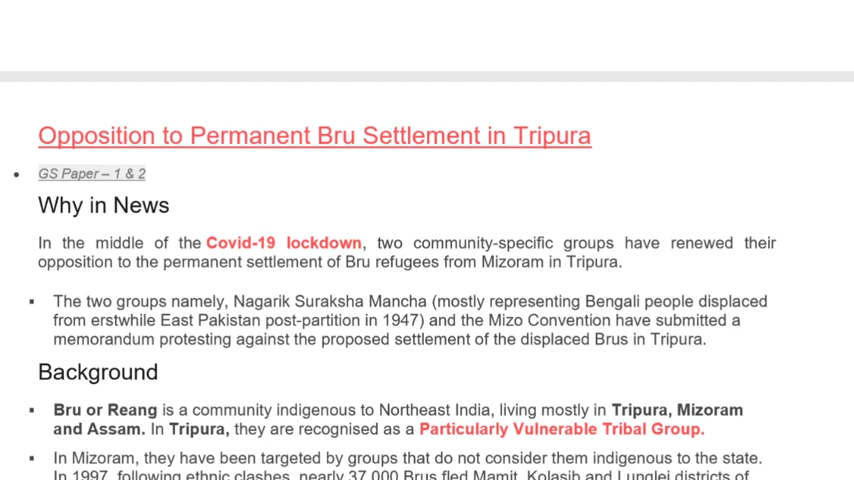 Opposition to Permanent Bru Settlement in Tripura
• GS Paper – 1 & 2
Why in News
In the middle of the Covid-19 lockdown, two community-specific groups have renewed their
opposition to the permanent settlement of Bru refugees from Mizoram in Tripura.
▪ The two groups namely, Nagarik Suraksha Mancha (mostly representing Bengali people displaced
from erstwhile East Pakistan post-partition in 1947) and the Mizo Convention have submitted a
memorandum protesting against the proposed settlement of the displaced Brus in Tripura.
Background
▪ Bru or Reang is a community indigenous to Northeast India, living mostly in Tripura, Mizoram
and Assam. In Tripura, they are recognised as a Particularly Vulnerable Tribal Group.
▪ In Mizoram, they have been targeted by groups that do not consider them indigenous to the state.
In 1997, following ethnic clashes, nearly 37,000 Brus fled Mamit, Kolasib and Lunglei districts of